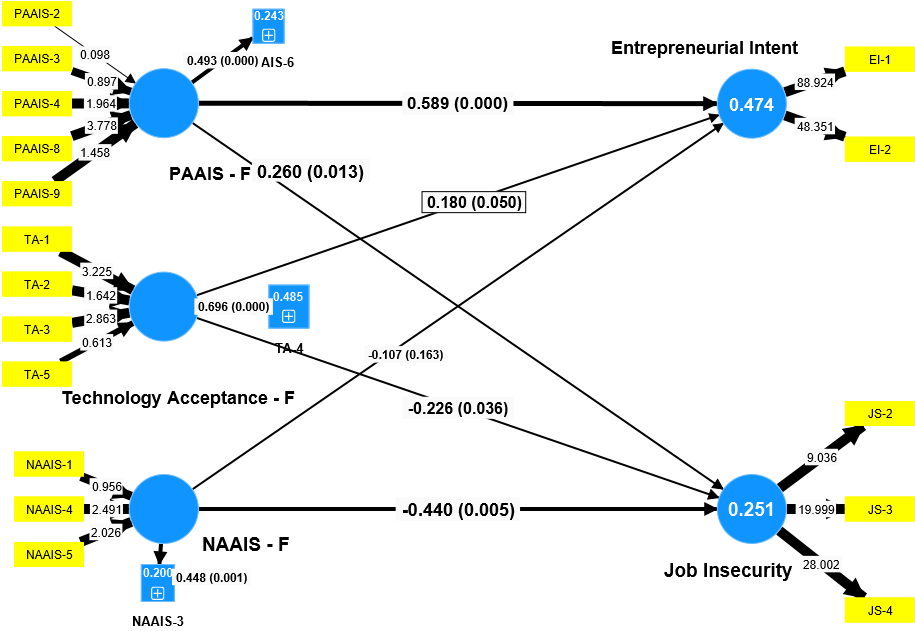 PAAIS-2
PAAIS-3
PAAIS-4
PAAIS-8
PAAIS-9
0.098
0.897
1.964
3.778
1.458
0.243
0.493 (0.000)
AIS-6
PAAIS - F
0.589 (0.000)
0.260 (0.013)
0.180 (0.050)
Entrepreneurial Intent
0.474
88.924
48.351
EI-1
EI-2
TA-1
TA-2
TA-3
TA-5
3.225
1.642
2.863
0.613
0.696 (0.000)
0.485
TA-4
Technology Acceptance - F
-0.107 (0.163)
-0.226 (0.036)
NAAIS-1
NAAIS-4
NAAIS-5
0.956
2.491
2.026
NAAIS - F
-0.440 (0.005)
0.200
0.448 (0.001)
NAAIS-3
0.251
Job Insecurity
9.036
19.999
28.002
JS-2
JS-3
JS-4